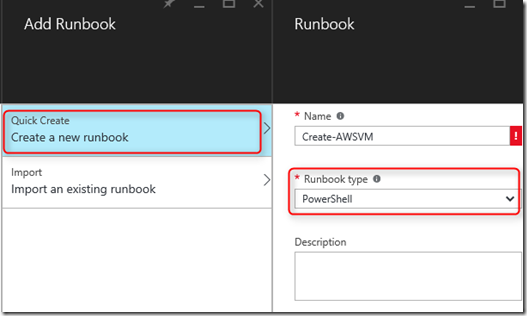 Add Runbook
Quick Create
Create a new runbook
Import
Import an existing runbook
Runbook
* Name
Create-AWSVM
!
* Runbook type
PowerShell
Description